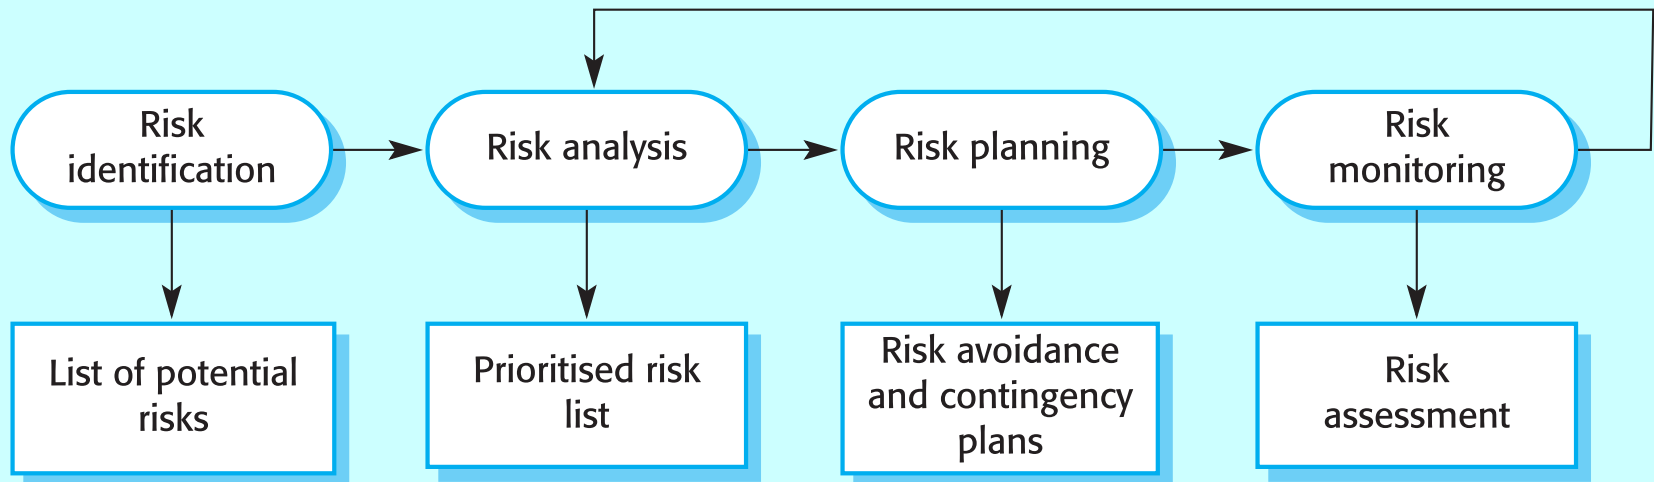 Risk
identification
Risk analysis
Risk planning
Risk
monitoring
List of potential
risks
Prioritised risk
list
Risk avoidance
and contingency
plans
Risk
assessment